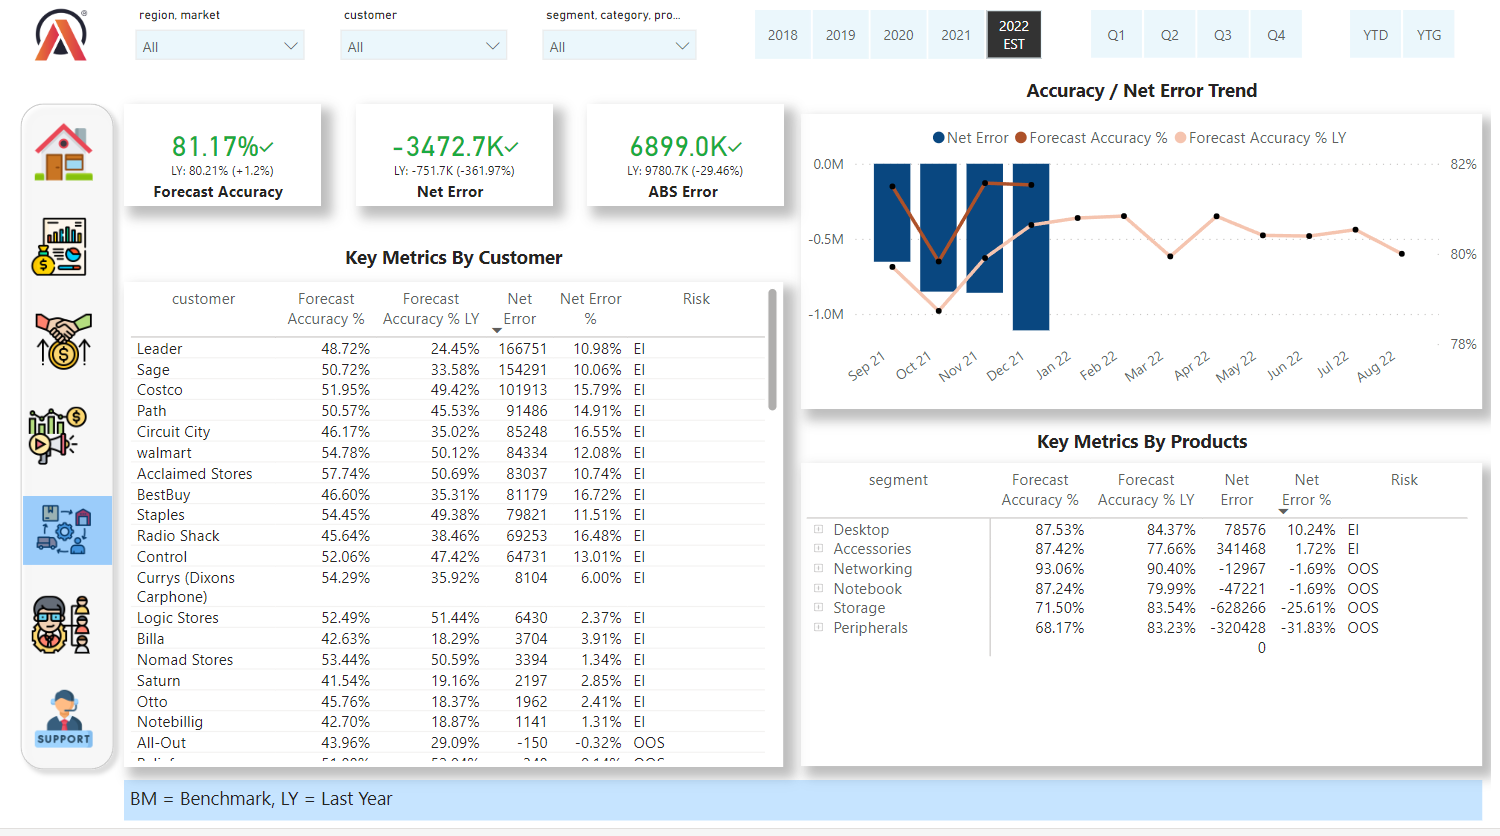 region, market
customer
segment, category, pro...
All
All
All
2018 2019 2020 2021 2022 EST
Q1 Q2 Q3 Q4
YTD YTG
81.17%✓
LY: 80.21% (+1.2%)
Forecast Accuracy
-3472.7K✓
LY: -751.7K (-361.97%)
Net Error
6899.0K✓
LY: 9780.7K (-29.46%)
ABS Error
Accuracy / Net Error Trend
Net Error Forecast Accuracy % Forecast Accuracy % LY
0.0M
-0.5M
-1.0M
82%
80%
78%
Sep 21 Oct 21 Nov 21 Dec 21 Jan 22 Feb 22 Mar 22 Apr 22 May 22 Jun 22 Jul 22 Aug 22
Key Metrics By Customer
customer Forecast Accuracy % Forecast Accuracy % LY Net Error Net Error % Risk
Leader 48.72% 24.45% 166751 10.98% EI
Sage 50.72% 33.58% 154291 10.06% EI
Costco 51.95% 49.42% 101913 15.79% EI
Path 50.57% 45.53% 91486 14.91% EI
Circuit City 46.17% 35.02% 85248 16.55% EI
walmart 54.78% 50.12% 84334 12.08% EI
Acclaimed Stores 57.74% 50.69% 83037 10.74% EI
BestBuy 46.60% 35.31% 81179 16.72% EI
Staples 54.45% 49.38% 79821 11.51% EI
Radio Shack 45.64% 38.46% 69253 16.48% EI
Control 52.06% 47.42% 64731 13.01% EI
Currys (Dixons Carphone) 54.29% 35.92% 8104 6.00% EI
Logic Stores 52.49% 51.44% 6430 2.37% EI
Billa 42.63% 18.29% 3704 3.91% EI
Nomad Stores 53.44% 50.59% 3394 1.34% EI
Saturn 41.54% 19.16% 2197 2.85% EI
Otto 45.76% 18.37% 1962 2.41% EI
Notebillig 42.70% 18.87% 1141 1.31% EI
All-Out 43.96% 29.09% -150 -0.32% OOS
Key Metrics By Products
segment Forecast Accuracy % Forecast Accuracy % LY Net Error Net Error % Risk
Desktop 87.53% 84.37% 78576 10.24% EI
Accessories 87.42% 77.66% 341468 1.72% EI
Networking 93.06% 90.40% -12967 -1.69% OOS
Notebook 87.24% 79.99% -47221 -1.69% OOS
Storage 71.50% 83.54% -628266 -25.61% OOS
Peripherals 68.17% 83.23% -320428 -31.83% OOS
0
SUPPORT
BM = Benchmark, LY = Last Year